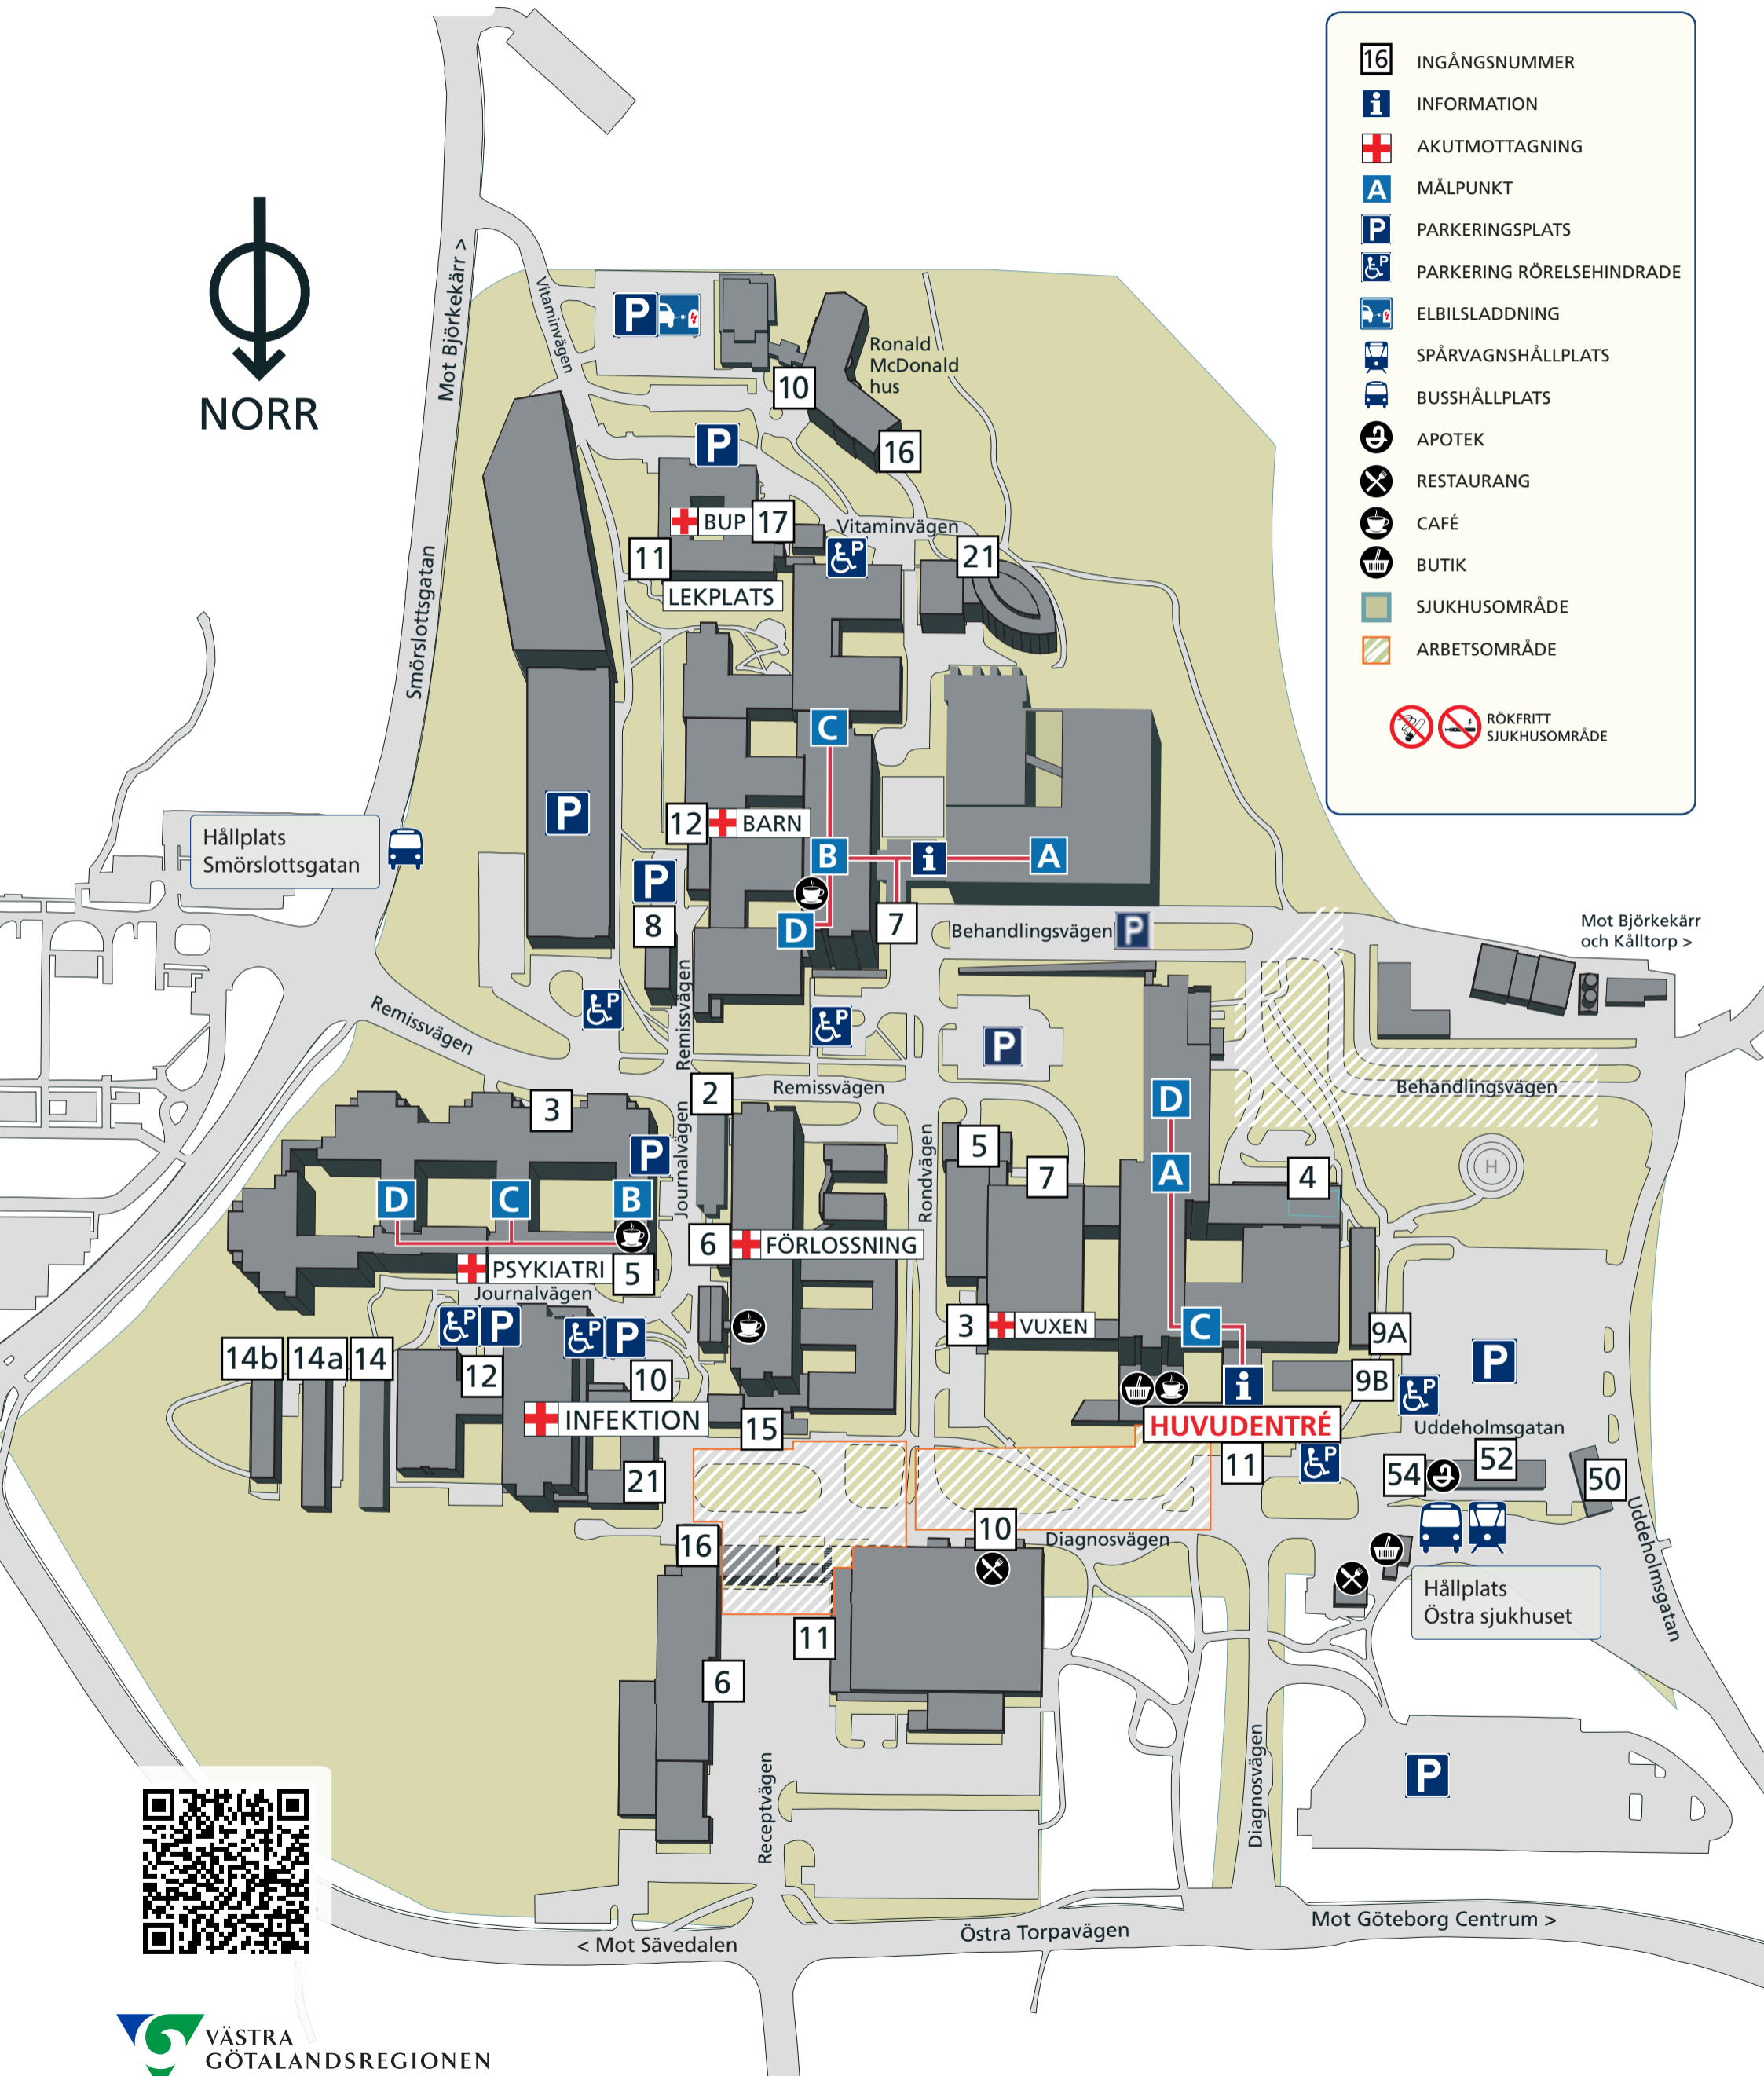 16 INGÅNGSNUMMER
i INFORMATION
AKUTMOTTAGNING
A MÅLPUNKT
P PARKERINGSPLATS
P PARKERING RÖRELSEHINDRADE
ELBILSLADDNING
SPÅRVAGNSHÅLLPLATS
BUSSHÅLLPLATS
APOTEK
RESTAURANG
CAFÉ
BUTIK
SJUKHUSOMRÅDE
ARBETSOMRÅDE
RÖKFRITT
SJUKHUSOMRÅDE
NORR
Mot Björkekärr >
Vitaminvägen
P
Ronald
McDonald
hus
10
16
P
BUP 17
Vitaminvägen
11
P
21
LEKPLATS
Smörslottsgatan
C
P
12 BARN
Hållplats
Smörslottsgatan
B
i
A
P
8
D
7
Behandlingsvägen P
Mot Björkekärr
och Kålltorp >
P
Remissvägen
Remissvägen
P
P
Remissvägen
Behandlingsvägen
2
3
D
P
Journalvägen
Rondvägen
5
7
A
4
H
D
C
B
6 FÖRLOSSNING
PSYKIATRI 5
Journalvägen
P
P
P
P
3 VUXEN
C
9A
14b
14a
14
12
10
i
9B
P
P
INFEKTION
15
HUVUDENTRÉ
Uddeholmsgatan
11
P
54
52
50
21
16
10
Diagnosvägen
Uddeholmsgatan
Hållplats
Östra sjukhuset
11
6
Receptvägen
Diagnosvägen
P
< Mot Sävedalen
Östra Torpavägen
Mot Göteborg Centrum >
VÄSTRA
GÖTALANDSREGIONEN